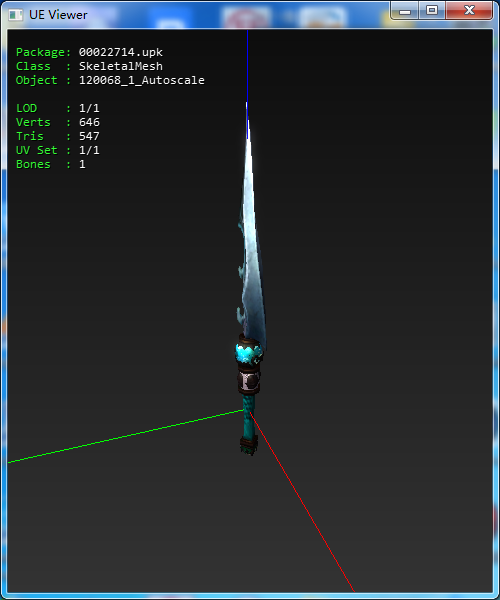 UE Viewer
Package: 00022714.upk
Class : SkeletalMesh
Object : 120068_1_Autoscale
LOD : 1/1
Verts : 646
Tris : 547
UV Set : 1/1
Bones : 1